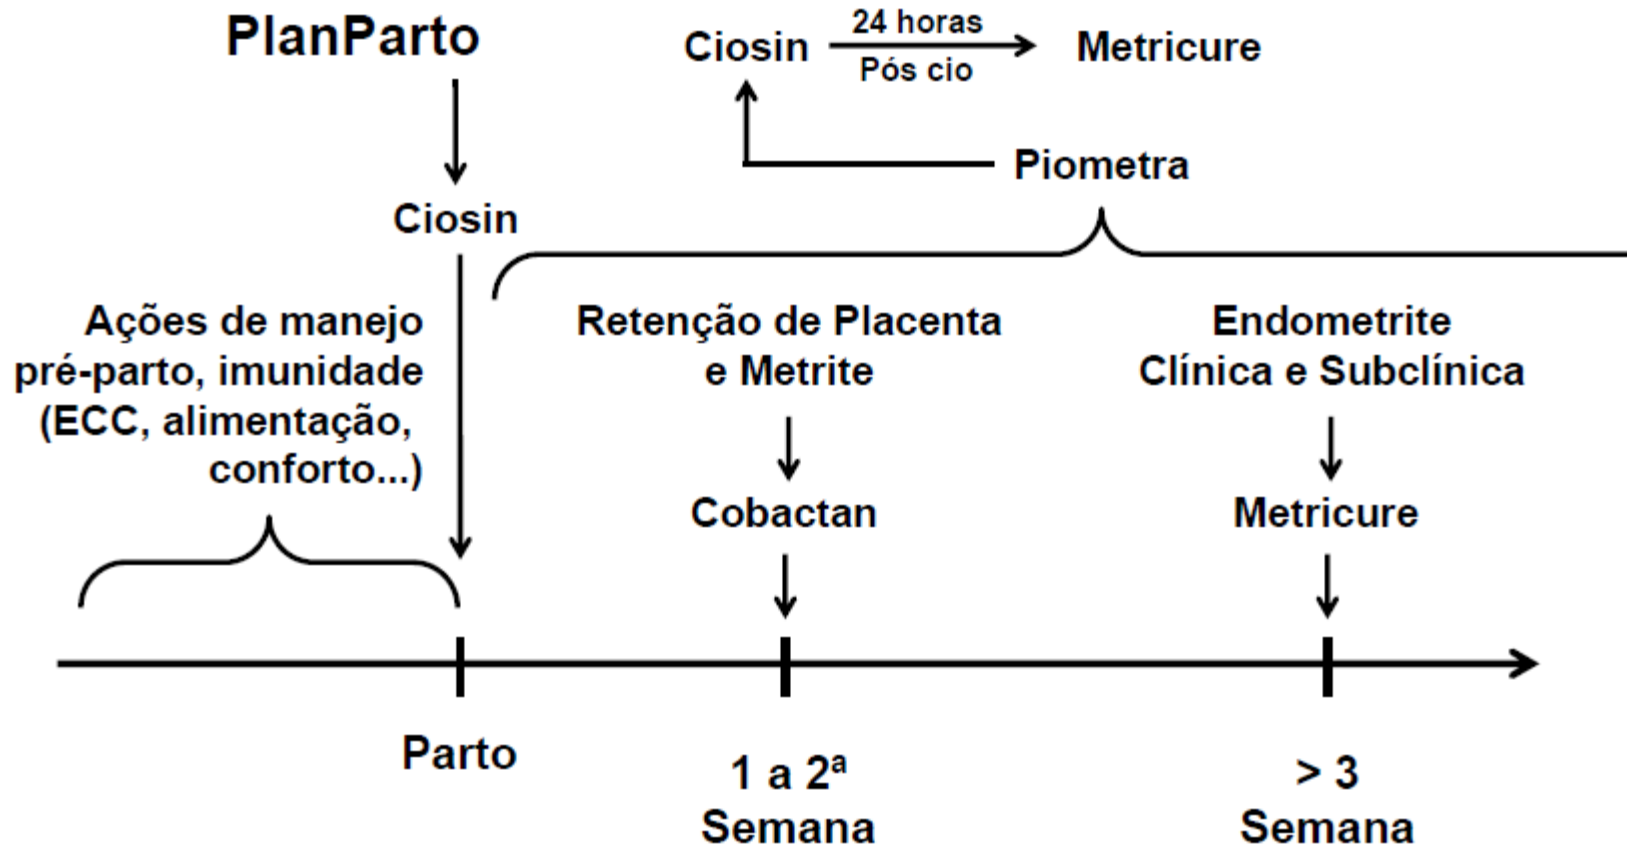 PlanParto
Ciosin
24 horas
Pós cio
Metricure
Piometra
Ciosin
Ações de manejo
pré-parto, imunidade
(ECC, alimentação,
conforto...)
Retenção de Placenta
e Metrite
Cobactan
Endometrite
Clínica e Subclínica
Metricure
Parto
1 a 2ª
Semana
> 3
Semana